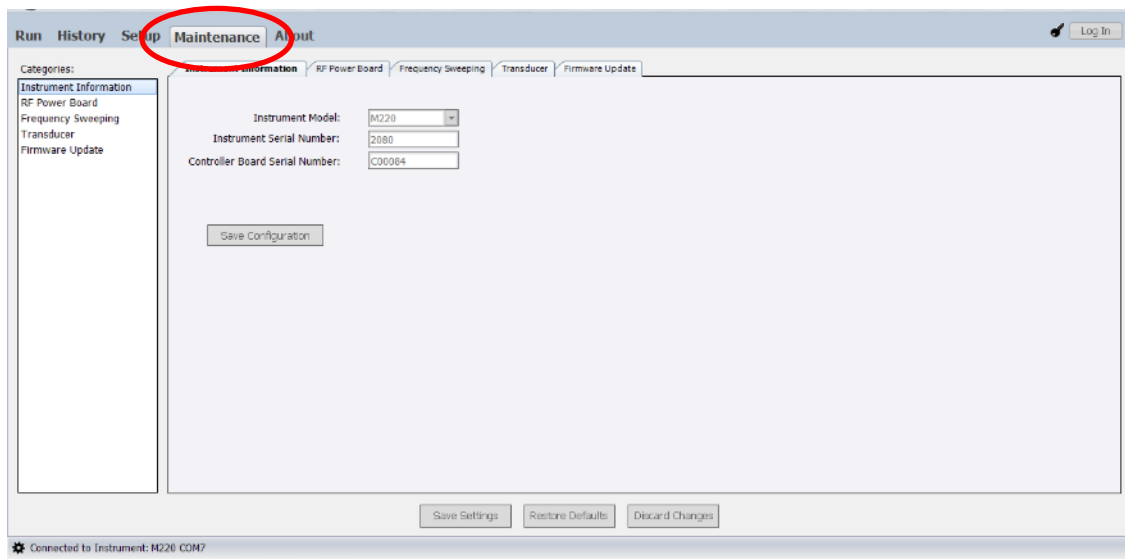 Run History Setup Maintenance About Log In
Categories:
Instrument Information RF Power Board Frequency Sweeping Transducer Firmware Update
Instrument Information
RF Power Board
Frequency Sweeping
Transducer
Firmware Update
Instrument Model: M220
Instrument Serial Number: 2080
Controller Board Serial Number: C00084
Save Configuration
Save Settings Restore Defaults Discard Changes
Connected to Instrument: M220 COM7